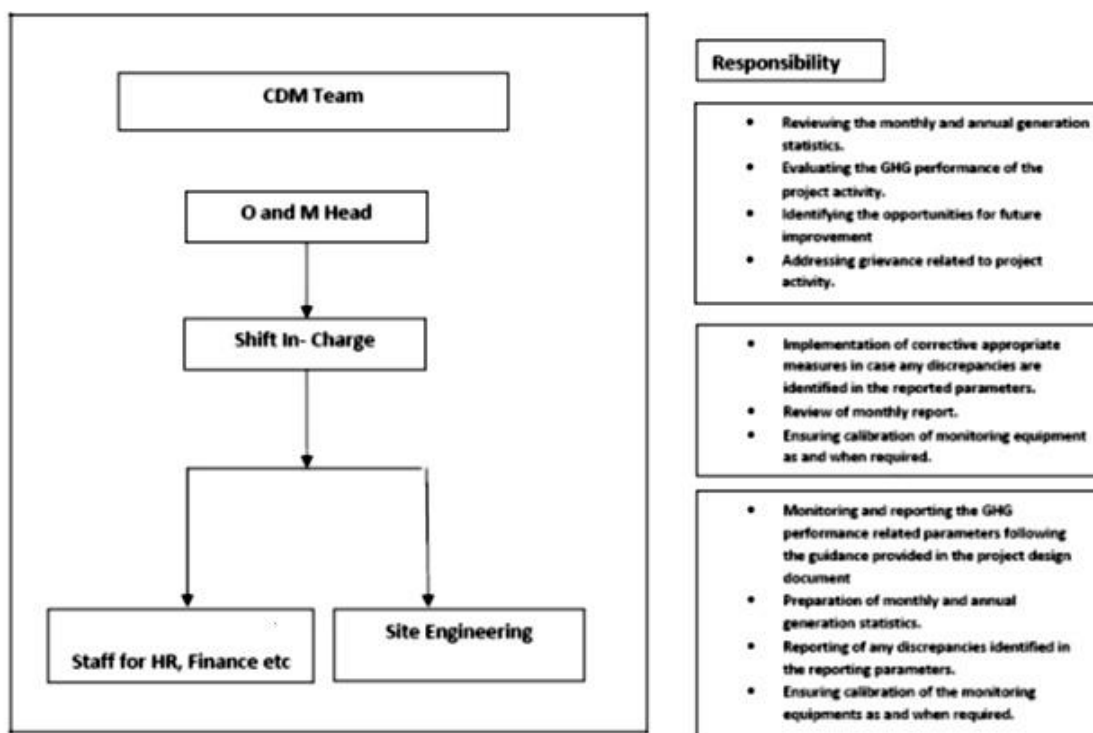 CDM Team
O and M Head
Shift In- Charge
Staff for HR, Finance etc
Site Engineering
Responsibility
• Reviewing the monthly and annual generation
statistics.
• Evaluating the GHG performance of the
project activity.
• Identifying the opportunities for future
improvement
• Addressing grievance related to project
activity.
• Implementation of corrective appropriate
measures in case any discrepancies are
identified in the reported parameters.
• Review of monthly report.
• Ensuring calibration of monitoring equipment
as and when required.
• Monitoring and reporting the GHG
performance related parameters following
the guidance provided in the project design
document
• Preparation of monthly and annual
generation statistics.
• Reporting of any discrepancies identified in
the reporting parameters.
• Ensuring calibration of the monitoring
equipments as and when required.